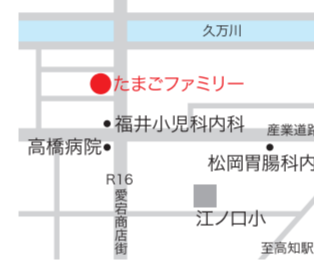 久万川
たまごファミリー
福井小児科内科
産業道路
高橋病院
松岡胃腸科内
R16
愛宕商店街
江ノ口小
至高知駅